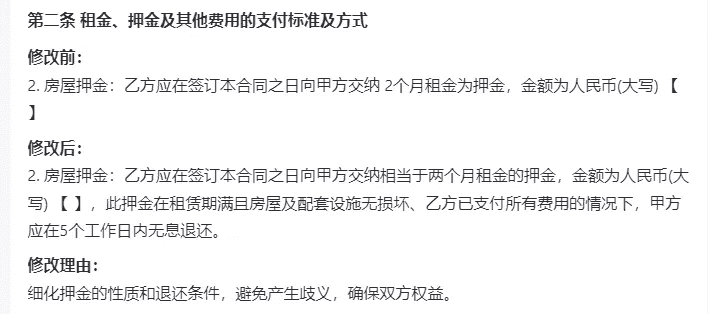 第二条 租金、押金及其他费用的支付标准及方式
修改前：
2. 房屋押金：乙方应在签订本合同之日向甲方交纳 2个月租金为押金，金额为人民币(大写) 【
】
修改后：
2. 房屋押金：乙方应在签订本合同之日向甲方交纳相当于两个月租金的押金，金额为人民币(大
写) 【 】，此押金在租赁期满且房屋及配套设施无损坏、乙方已支付所有费用的情况下，甲方
应在5个工作日内无息退还。
修改理由：
细化押金的性质和退还条件，避免产生歧义，确保双方权益。